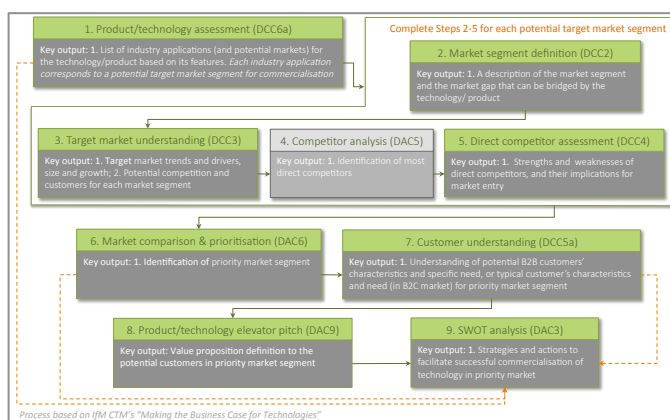 1. Product/technology assessment (DCC6a)
Key output: 1. List of industry applications (and potential markets) for
the technology/product based on its features. Each industry application
corresponds to a potential target market segment for commercialisation
Complete Steps 2-5 for each potential target market segment
2. Market segment definition (DCC2)
Key output: 1. A description of the market segment
and the market gap that can be bridged by the
technology/ product
3. Target market understanding (DCC3)
Key output: 1. Target market trends and drivers,
size and growth; 2. Potential competition and
customers for each market segment
4. Competitor analysis (DAC5)
Key output: 1. Identification of most
direct competitors
5. Direct competitor assessment (DCC4)
Key output: 1. Strengths and weaknesses of
direct competitors, and their implications for
market entry
6. Market comparison & prioritisation (DAC6)
Key output: 1. Identification of priority market segment
7. Customer understanding (DCC5a)
Key output: 1. Understanding of potential B2B customers'
characteristics and specific need, or typical customer's characteristics
and need (in B2C market) for priority market segment
8. Product/technology elevator pitch (DAC9)
Key output: Value proposition definition to the
potential customers in priority market segment
9. SWOT analysis (DAC3)
Key output: 1. Strategies and actions to
facilitate successful commercialisation of
technology in priority market
Process based on IfM CTM's "Making the Business Case for Technologies"